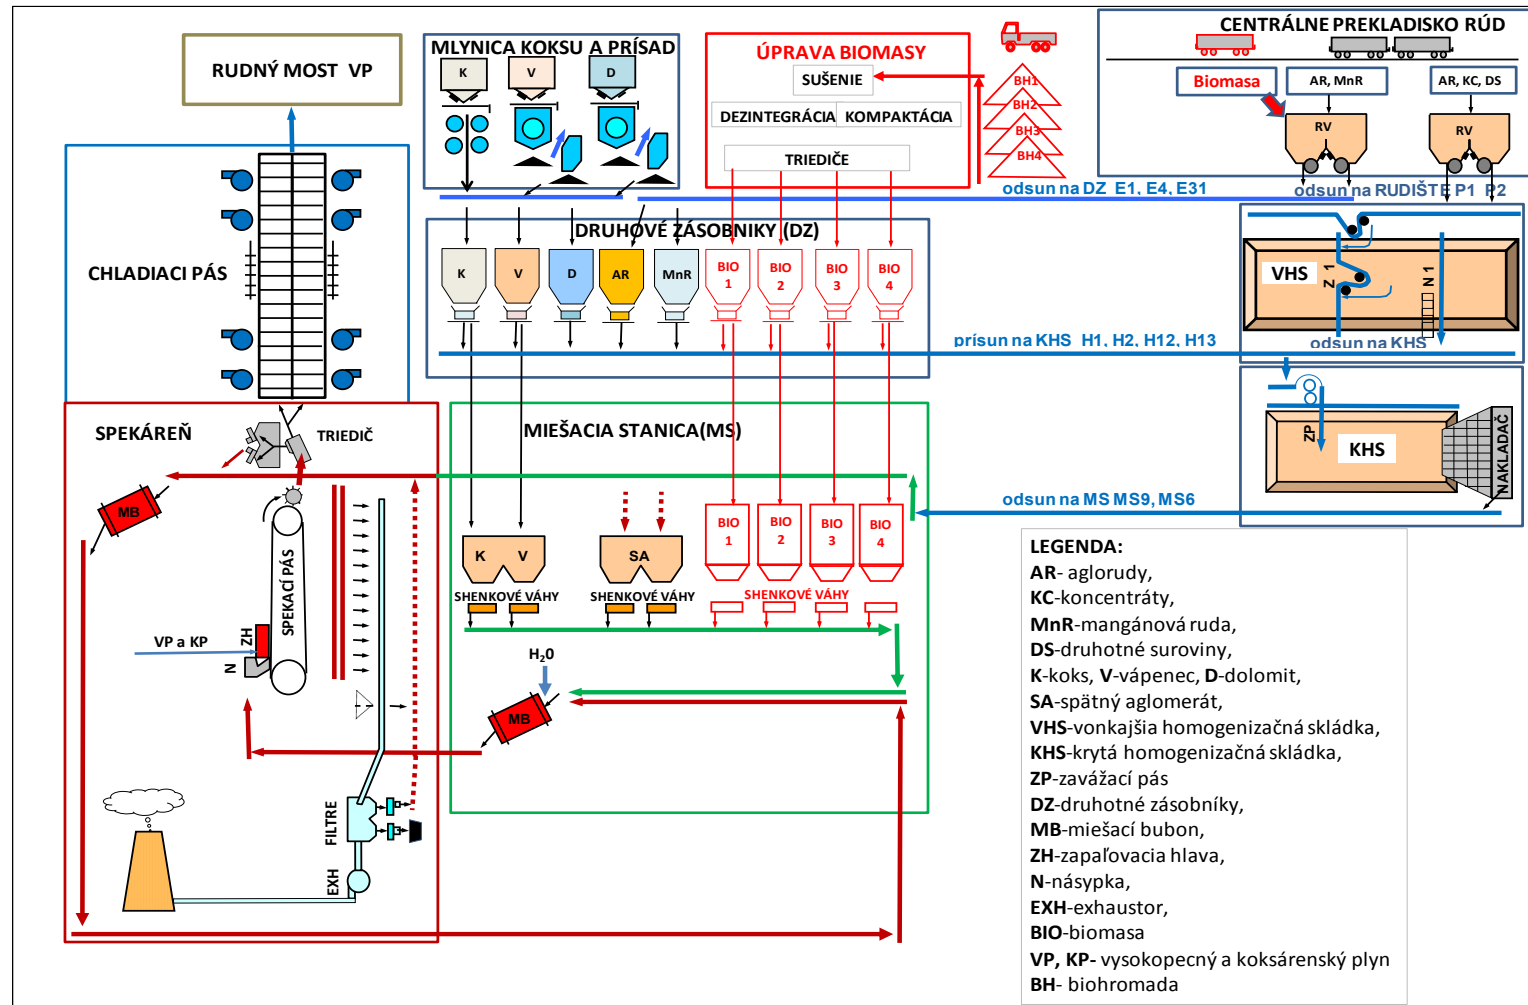 RUDNÝ MOST  VP
MLYNICA KOKSU A PRÍSAD
K
V
D
ÚPRAVA BIOMASY
SUŠENIE
DEZINTEGRÁCIA
KOMPAKTÁCIA
TRIEDIČE
BH1
BH2
BH3
BH4
CENTRÁLNE PREKLADISKO RÚD
Biomasa
AR, MnR
AR, KC, DS
RV
RV
odsun na DZ  E1, E4, E31
odsun na RUDIŠTE P1  P2
CHLADIACI PÁS
DRUHOVÉ ZÁSOBNIKY (DZ)
K
V
D
AR
MnR
BIO
1
BIO
2
BIO
3
BIO
4
VHS
Z 1
N 1
prísun na KHS  H1, H2, H12, H13
odsun na KHS
SPEKÁREŇ
TRIEDIČ
MIEŠACIA STANICA(MS)
ZP
KHS
NAKLADAČ
MB
odsun na MS MS9, MS6
K
V
SA
BIO
1
BIO
2
BIO
3
BIO
4
SHENKOVÉ VÁHY
SHENKOVÉ VÁHY
SHENKOVÉ VÁHY
SPEKACÍ PÁS
VP a KP
ZH
N
H20
MB
FILTRE
EXH
LEGENDA:
AR- aglorudy,
KC-koncentráty,
MnR-mangánová ruda,
DS-druhotné suroviny,
K-koks, V-vápenec, D-dolomit,
SA-spätný aglomerát,
VHS-vonkajšia homogenizačná skládka,
KHS-krytá homogenizačná skládka,
ZP-zavážací pás
DZ-druhotné zásobníky,
MB-miešací bubon,
ZH-zapaľovacia hlava,
N-násypka,
EXH-exhaustor,
BIO-biomasa
VP, KP- vysokopecný a koksárenský plyn
BH- biohromada